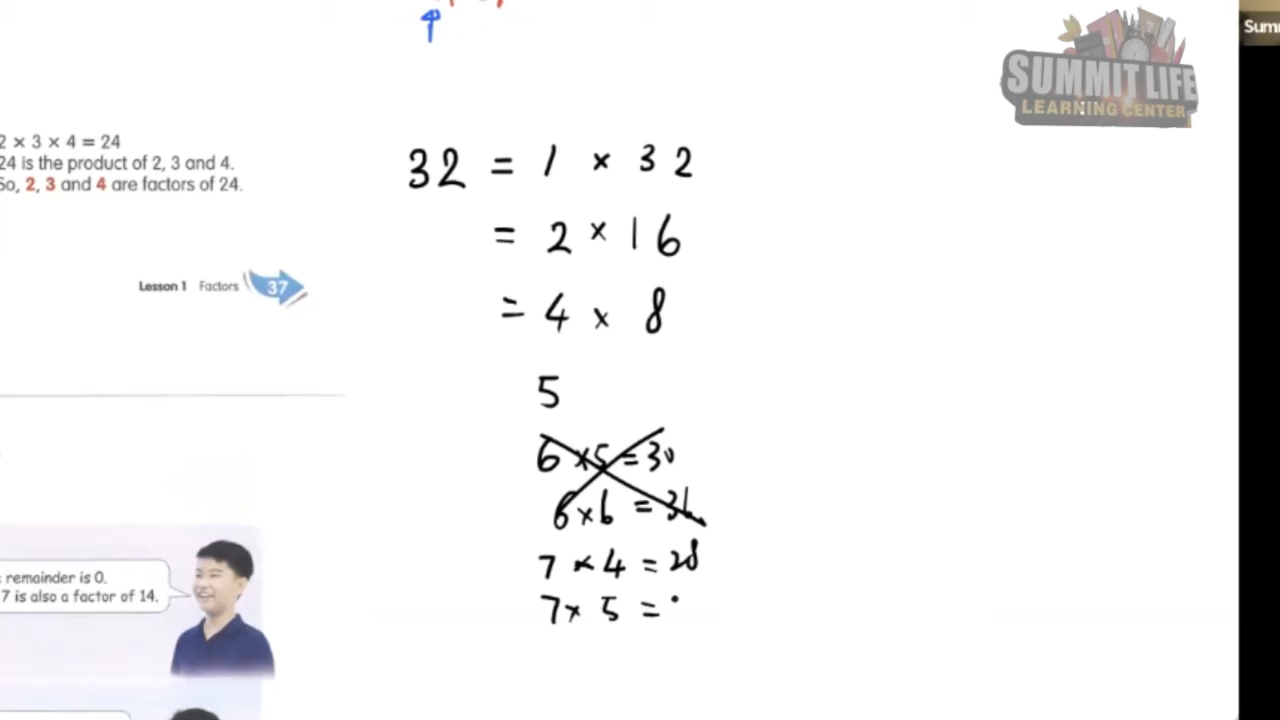 Sum
SUMMIT LIFE
LEARNING CENTER
2 × 3 × 4 = 24
24 is the product of 2, 3 and 4.
So, 2, 3 and 4 are factors of 24.
Lesson 1 Factors 37
remainder is 0.
7 is also a factor of 14.
32 = 1 × 32
= 2 × 16
= 4 × 8
5
6 × 5 = 30
6 × 6 = 36
7 × 4 = 28
7 × 5 =